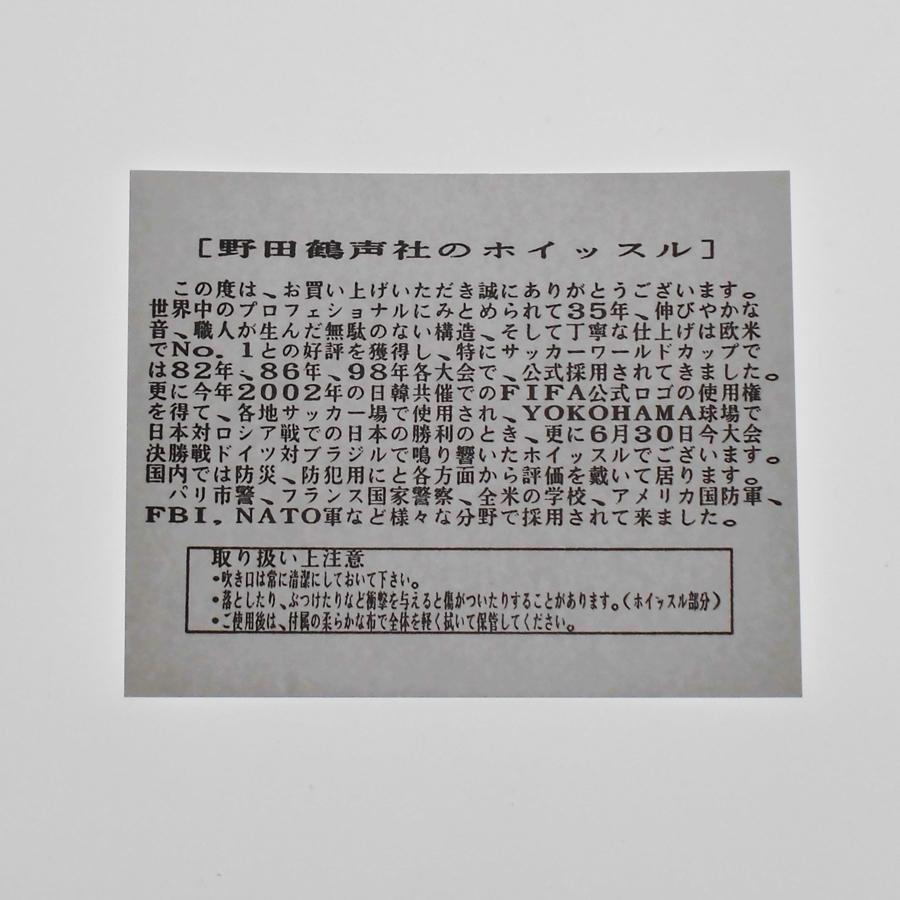 [野田鶴声社のホイッスル]
この度は、お買い上げいただき誠にありがとうございます。
世界中のプロフェショナルにみとめられて35年、伸びやかな
音、職人が生んだ無駄のない構造、そして丁寧な仕上げは欧米
でNo.1との好評を獲得し、特にサッカーワールドカップで
は82年、86年、98年各大会で、公式採用されてきました。
更に今年2002年の日韓共催でのFIFA公式ロゴの使用権
を得て、各地サッカー場で使用され、YOKOHAMA球場で
日本対ロシア戦での日本の勝利のとき、更に6月30日今大会
決勝戦でドイツ対ブラジルで鳴り響いたホイッスルでございます。
国内では防災、防犯用にと各方面から評価を戴いて居ります。
パリ市警、フランス国家警察、全米の学校、アメリカ国防軍、
FBI.NATO軍など様々な分野で採用されて来ました。
取り扱い上注意
•吹き口は常に清潔にしておいて下さい。
•落としたり、ぶつけたりなど衝撃を与えると傷がついたりすることがあります。(ホイッスル部分)
•ご使用後は、付属の柔らかな布で全体を軽く拭いて保管してください。